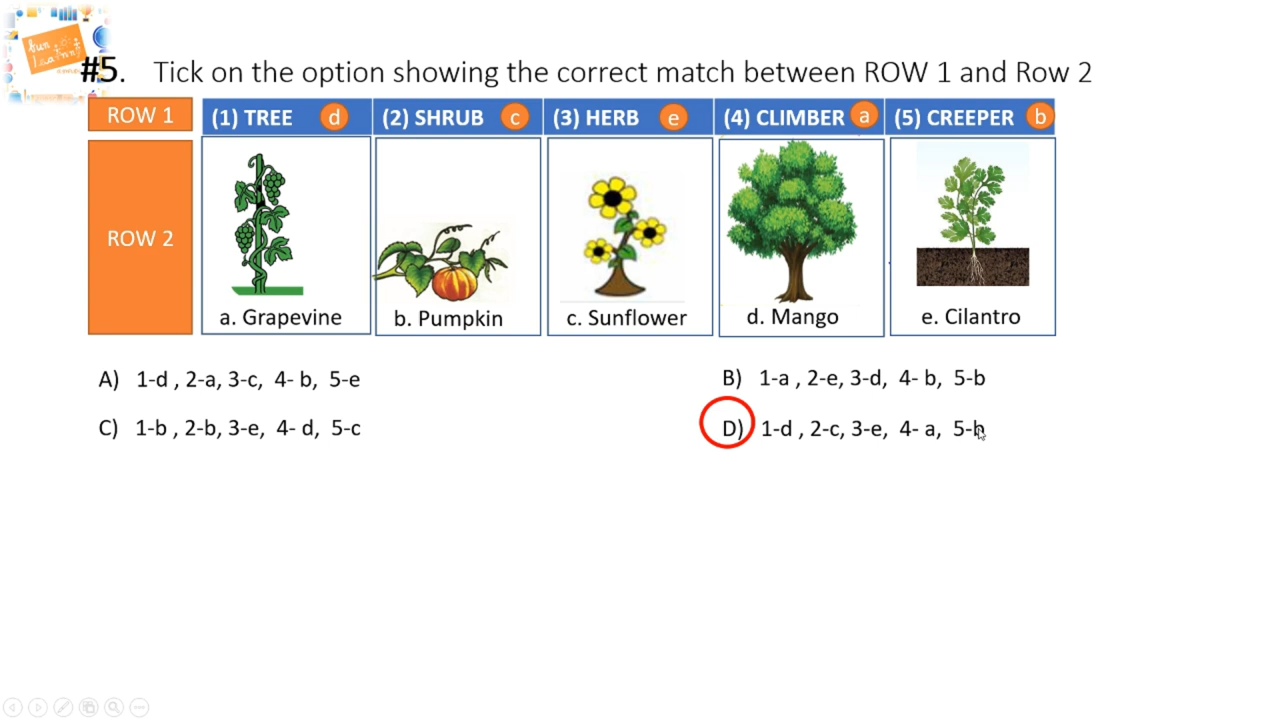 fun
learning
#5. Tick on the option showing the correct match between ROW 1 and Row 2
ROW 1 (1) TREE d (2) SHRUB c (3) HERB e (4) CLIMBER a (5) CREEPER b
ROW 2
a. Grapevine b. Pumpkin c. Sunflower d. Mango e. Cilantro
A) 1-d , 2-a, 3-c, 4- b, 5-e
B) 1-a , 2-e, 3-d, 4- b, 5-b
C) 1-b , 2-b, 3-e, 4- d, 5-c
D) 1-d , 2-c, 3-e, 4- a, 5-b